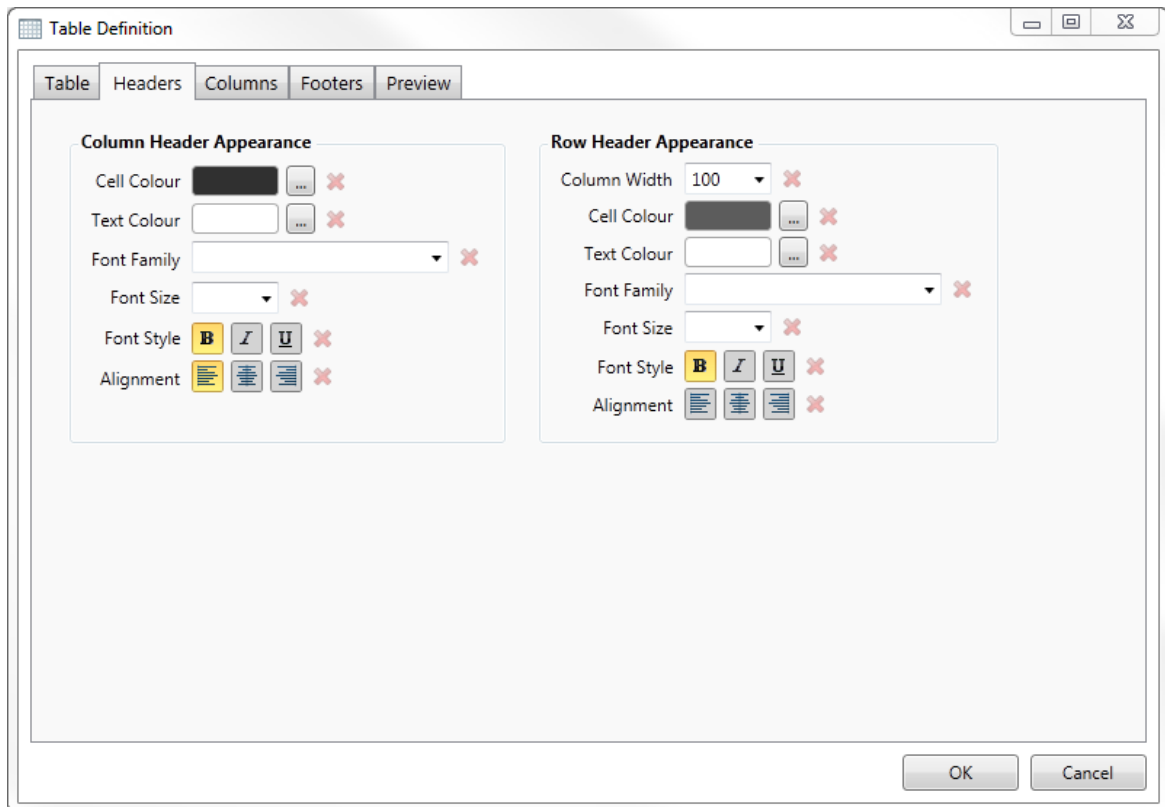 Table Definition
Table Headers Columns Footers Preview
Column Header Appearance
Cell Colour ...
Text Colour ...
Font Family
Font Size
Font Style B I U
Alignment
Row Header Appearance
Column Width 100
Cell Colour ...
Text Colour ...
Font Family
Font Size
Font Style B I U
Alignment
OK Cancel